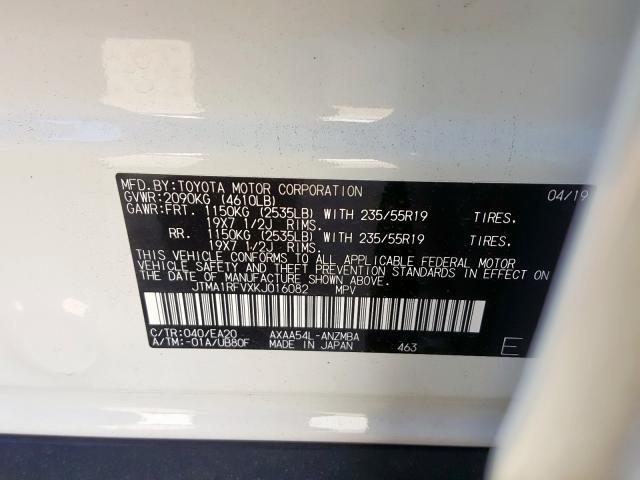 MFD.BY:TOYOTA MOTOR CORPORATION 04/19
GVWR:2090KG (4610LB)
GAWR:FRT. 1150KG (2535LB) WITH 235/55R19 TIRES.
19X7 1/2J RIMS.
RR. 1150KG (2535LB) WITH 235/55R19 TIRES.
19X7 1/2J RIMS.
THIS VEHICLE CONFORMS TO ALL APPLICABLE FEDERAL MOTOR
VEHICLE SAFETY AND THEFT PREVENTION STANDARDS IN EFFECT ON
THE DATE OF MANUFACTURE SHOWN ABOVE.
JTMA1RFVXKJ016082 MPV
C/TR:040/EA20 AXAA54L-ANZMBA
A/TM:-01A/UB80F MADE IN JAPAN 463 E